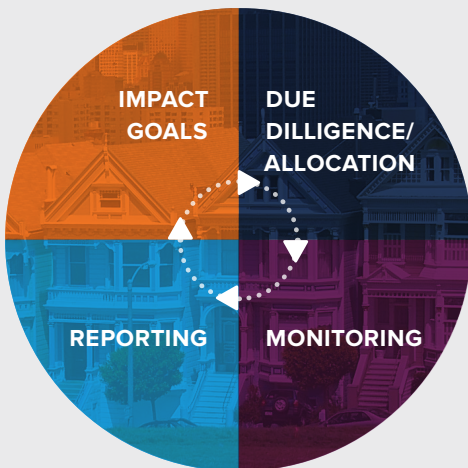 IMPACT
GOALS
DUE
DILLIGENCE/
ALLOCATION
REPORTING
MONITORING